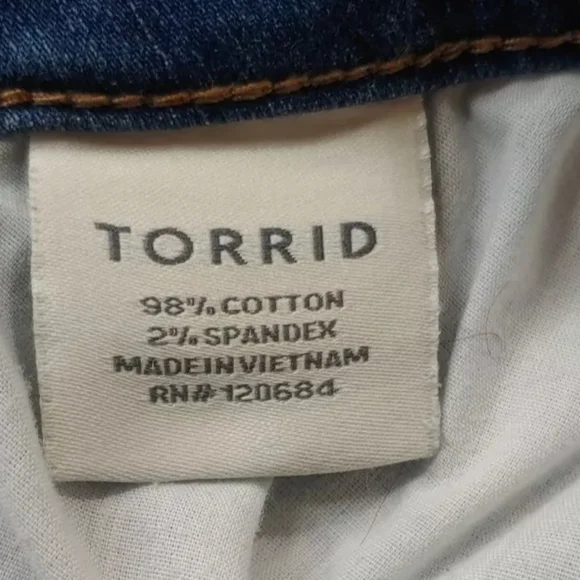 TORRID
98% COTTON
2% SPANDEX
MADE IN VIETNAM
RN# 120684